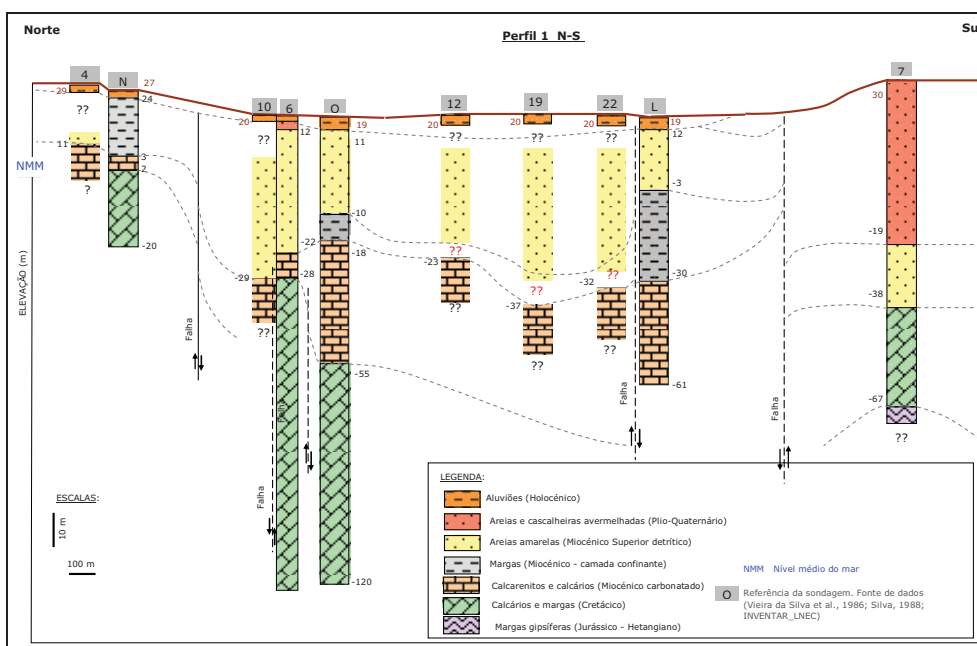 Norte
Perfil 1 N-S
Su
4
N
27
29
24
??
11
3
2
?
-20
NMM
ELEVAÇÃO (m)
10
6
O
20
12
19
11
??
-10
-22
-18
-29
-28
??
-55
-120
12
19
22
L
20
20
20
19
12
??
??
??
-3
??
??
??
-23
-37
-32
-30
??
??
??
-61
7
30
-19
-38
-67
??
Falha
Falha
Falha
Falha
Falha
ESCALAS:
10 m
100 m
LEGENDA:
Aluviões (Holocénico)
Areias e cascalheiras avermelhadas (Plio-Quaternário)
Areias amarelas (Miocénico Superior detrítico)
Margas (Miocénico - camada confinante)
Calcarenitos e calcários (Miocénico carbonatado)
Calcários e margas (Cretácico)
Margas gipsíferas (Jurássico - Hetangiano)
NMM Nível médio do mar
O Referência da sondagem. Fonte de dados
(Vieira da Silva et al., 1986; Silva, 1988;
INVENTAR_LNEC)